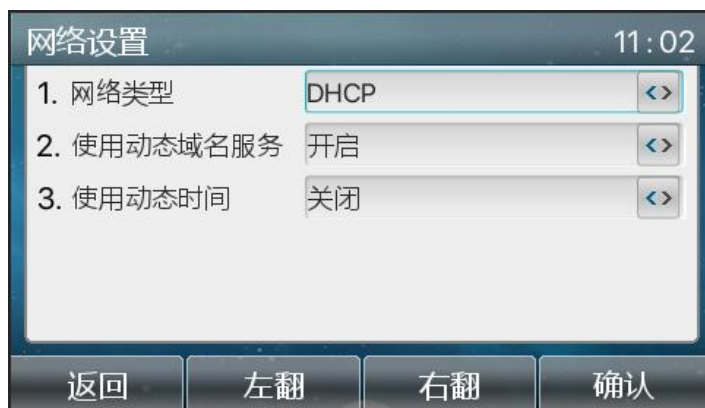 网络设置 11:02
1. 网络类型 DHCP <>
2. 使用动态域名服务 开启 <>
3. 使用动态时间 关闭 <>
返回 左翻 右翻 确认